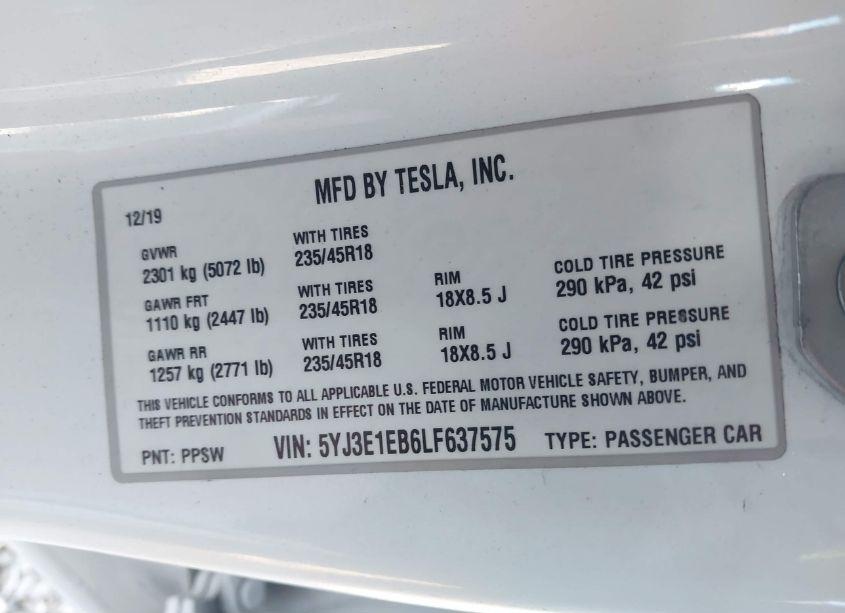 MFD BY TESLA, INC.
12/19
GVWR
2301 kg (5072 lb)
WITH TIRES
235/45R18
GAWR FRT
1110 kg (2447 lb)
WITH TIRES
235/45R18
RIM
18X8.5 J
COLD TIRE PRESSURE
290 kPa, 42 psi
GAWR RR
1257 kg (2771 lb)
WITH TIRES
235/45R18
RIM
18X8.5 J
COLD TIRE PRESSURE
290 kPa, 42 psi
THIS VEHICLE CONFORMS TO ALL APPLICABLE U.S. FEDERAL MOTOR VEHICLE SAFETY, BUMPER, AND
THEFT PREVENTION STANDARDS IN EFFECT ON THE DATE OF MANUFACTURE SHOWN ABOVE.
PNT: PPSW VIN: 5YJ3E1EB6LF637575 TYPE: PASSENGER CAR